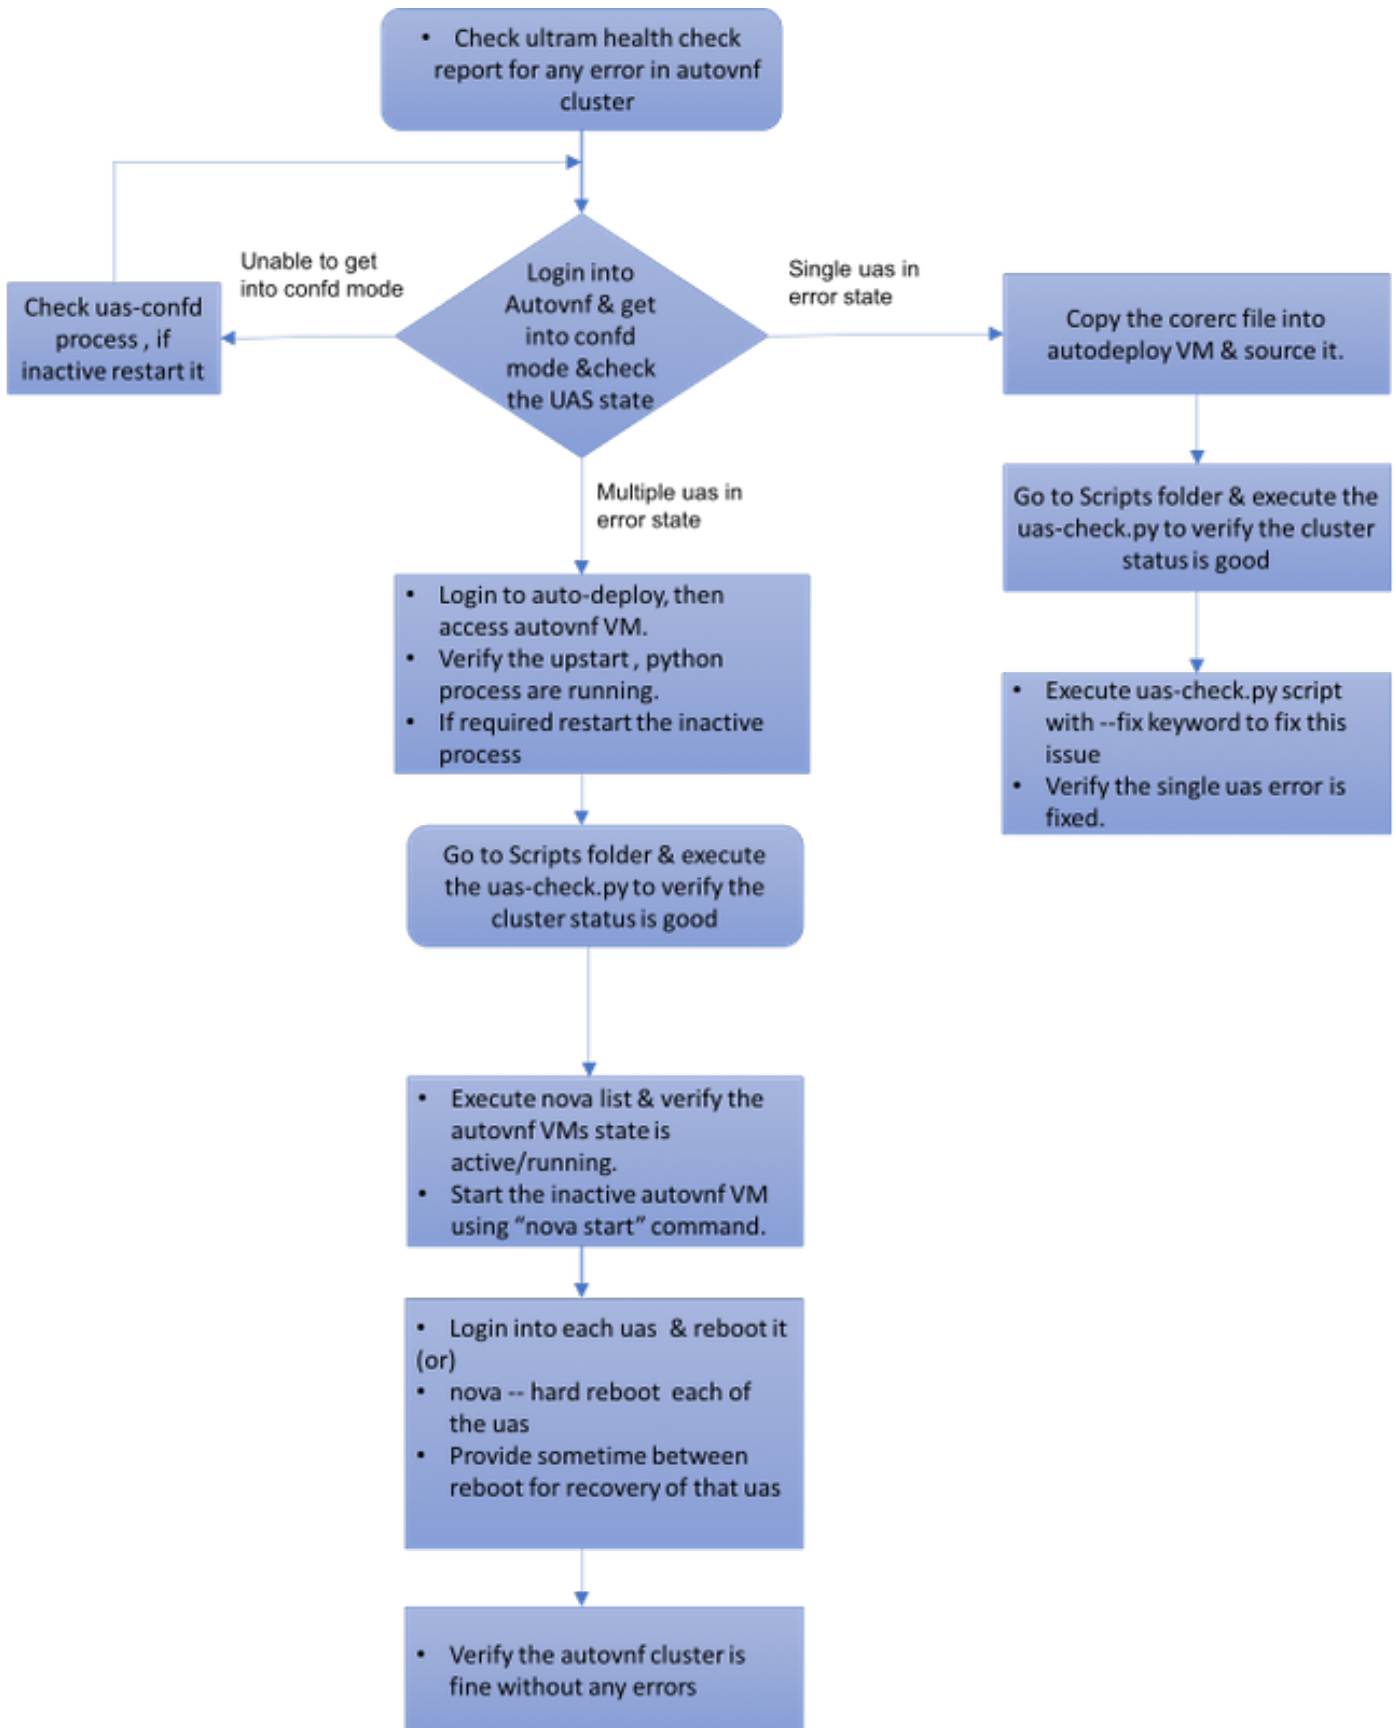 • Check ultram health check
report for any error in autovnf
cluster
Unable to get
into confd mode
Login into
Autovnf & get
into confd
mode &check
the UAS state
Single uas in
error state
Check uas-confd
process , if
inactive restart it
Copy the corerc file into
autodeploy VM & source it.
Multiple uas in
error state
Go to Scripts folder & execute the
uas-check.py to verify the cluster
status is good
• Login to auto-deploy, then
access autovnf VM.
• Verify the upstart , python
process are running.
• If required restart the inactive
process
• Execute uas-check.py script
with --fix keyword to fix this
issue
• Verify the single uas error is
fixed.
Go to Scripts folder & execute
the uas-check.py to verify the
cluster status is good
• Execute nova list & verify the
autovnf VMs state is
active/running.
• Start the inactive autovnf VM
using “nova start” command.
• Login into each uas & reboot it
(or)
• nova -- hard reboot each of
the uas
• Provide sometime between
reboot for recovery of that uas
• Verify the autovnf cluster is
fine without any errors